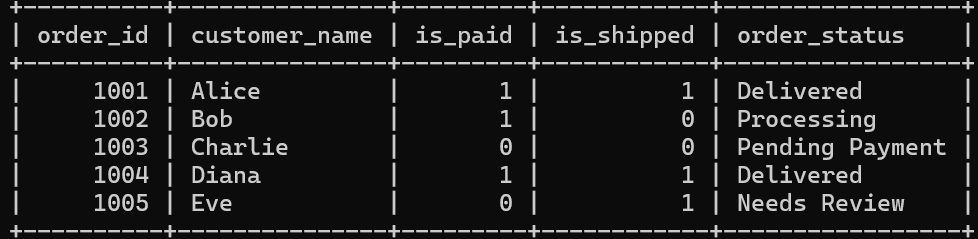 +----------+---------------+---------+------------+-----------------+
| order_id | customer_name | is_paid | is_shipped | order_status    |
+----------+---------------+---------+------------+-----------------+
|     1001 | Alice         |       1 |          1 | Delivered       |
|     1002 | Bob           |       1 |          0 | Processing      |
|     1003 | Charlie       |       0 |          0 | Pending Payment |
|     1004 | Diana         |       1 |          1 | Delivered       |
|     1005 | Eve           |       0 |          1 | Needs Review    |
+----------+---------------+---------+------------+-----------------+